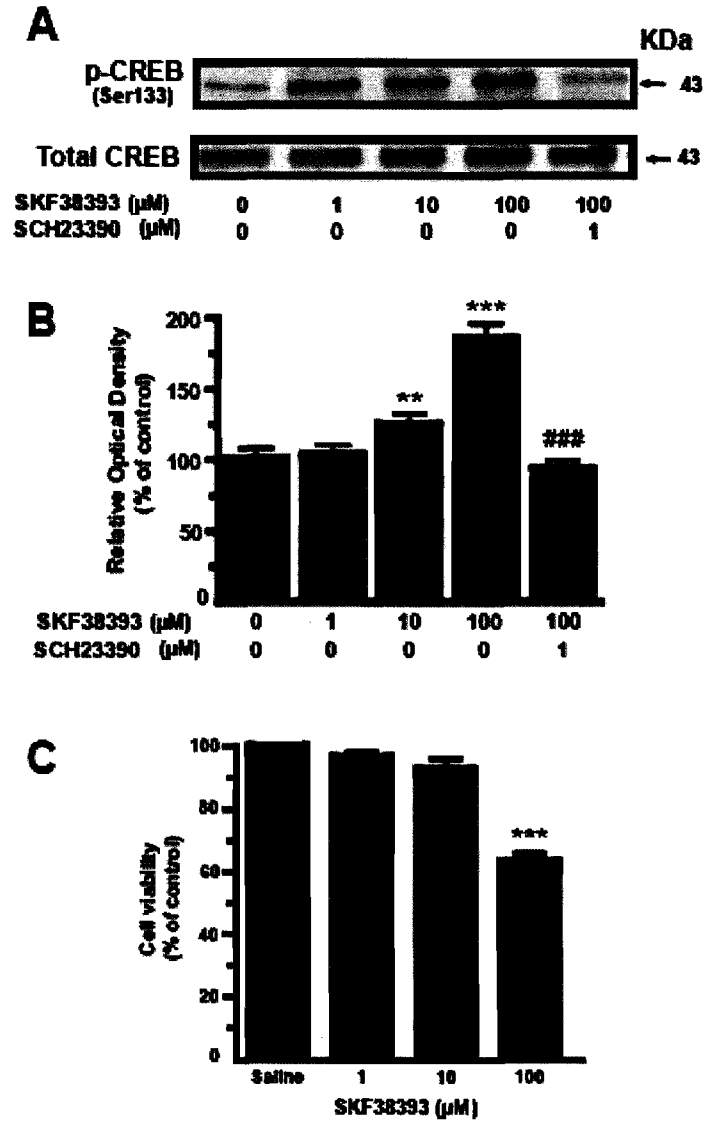 A
KDa
p-CREB
(Ser133)
← 43
Total CREB
← 43
SKF38393 (µM) 0 1 10 100 100
SCH23390 (µM) 0 0 0 0 1
B
Relative Optical Density
(% of control)
200
150
100
50
0
**
***
###
SKF38393 (µM) 0 1 10 100 100
SCH23390 (µM) 0 0 0 0 1
C
Cell viability
(% of control)
100
80
60
40
20
0
***
Saline 1 10 100
SKF38393 (µM)